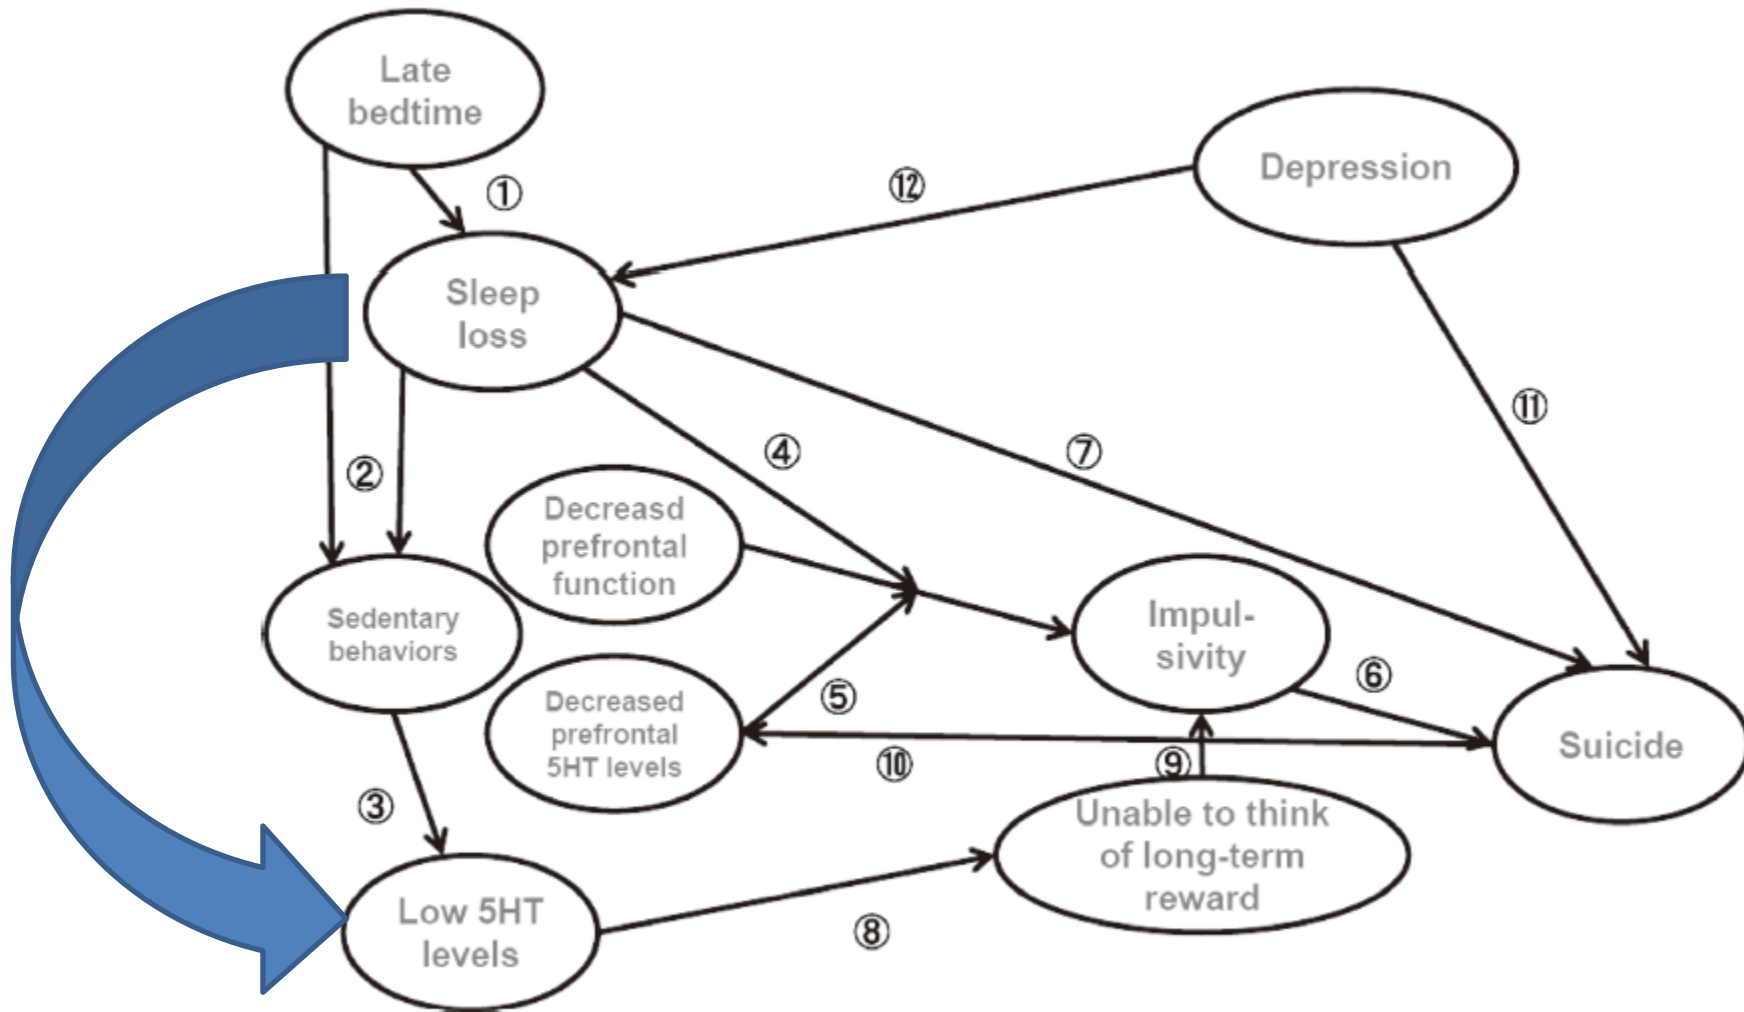 Late
bedtime
①
Depression
⑫
Sleep
loss
⑪
②
④
⑦
Decreasd
prefrontal
function
Sedentary
behaviors
Impul-
sivity
⑥
⑤
Decreased
prefrontal
5HT levels
⑩
⑨
Suicide
③
Unable to think
of long-term
reward
Low 5HT
levels
⑧